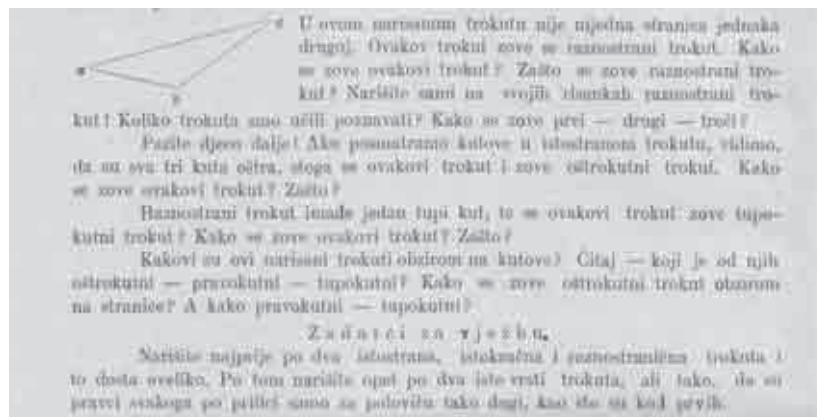 U ovom narisanom trokutu nije nijedna stranica jednaka
drugoj. Ovakov trokut zove se raznostrani trokut. Kako
se zove ovakovi trokut? Zašto se zove raznostrani tro-
kut? Narišite sami na svojih risankah raznostrani tro-
kut! Koliko trokuta smo učili poznavati? Kako se zove prvi — drugi — treći?
Pazite djeco dalje! Ako posmatramo kutove u istostranom trokutu, vidimo,
da su sva tri kuta oštra, stoga se ovakovi trokut i zove oštrokutni trokut. Kako
se zove ovakovi trokut? Zašto?
Raznostrani trokut imade jedan tupi kut, te se ovakovi trokut zove tupo-
kutni trokut? Kako se zove ovakovi trokut? Zašto?
Kakovi su ovi narisani trokuti obzirom na kutove? Čitaj — koji je od njih
oštrokutni — pravokutni — tupokutni? Kako se zove oštrokutni trokut obzirom
na stranice? A kako pravokutni — tupokutni?
Zadatci za vježbu.
Narišite najprije po dva istostrana, istokračna i raznostranična trokuta i
to dosta oveliko. Po tom narišite opet po dva iste vrsti trokuta, ali tako, da su
pravci svakoga po prilici samo za polovicu tako dugi, kao što su kod prvih.